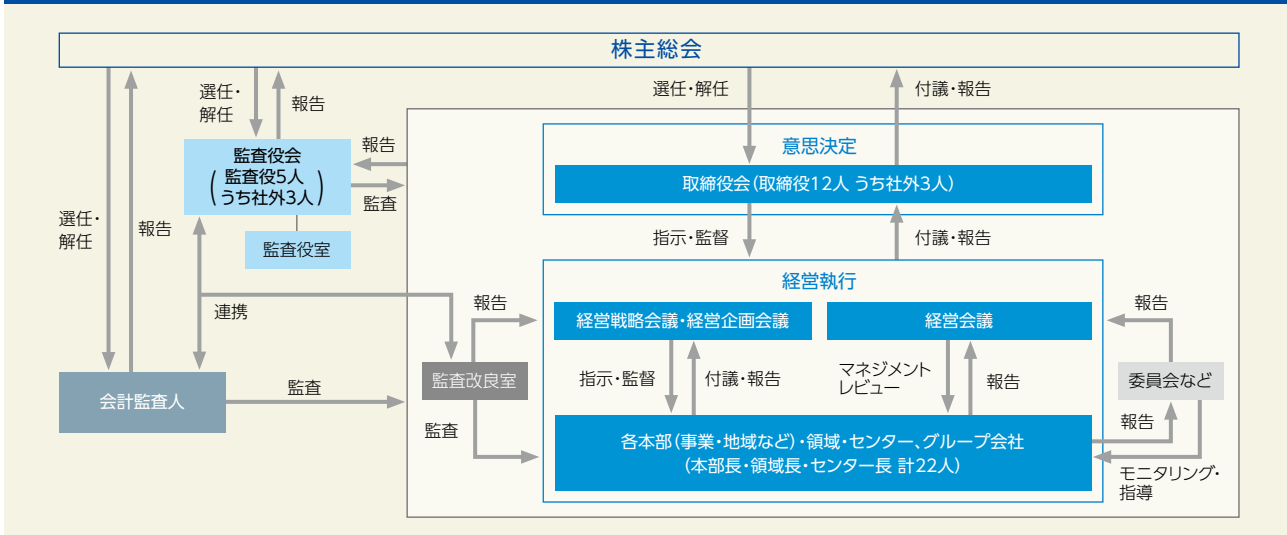 株主総会
選任・
解任
報告
選任・解任
付議・報告
報告
監査
監査役会
監査役5人
うち社外3人
監査役室
意思決定
取締役会(取締役12人 うち社外3人)
選任・
解任
報告
連携
指示・監督
付議・報告
経営執行
経営戦略会議・経営企画会議
経営会議
報告
報告
監査改良室
指示・監督
付議・報告
マネジメント
レビュー
報告
委員会など
会計監査人
監査
監査
各本部(事業・地域など)・領域・センター、グループ会社
(本部長・領域長・センター長 計22人)
報告
モニタリング・
指導